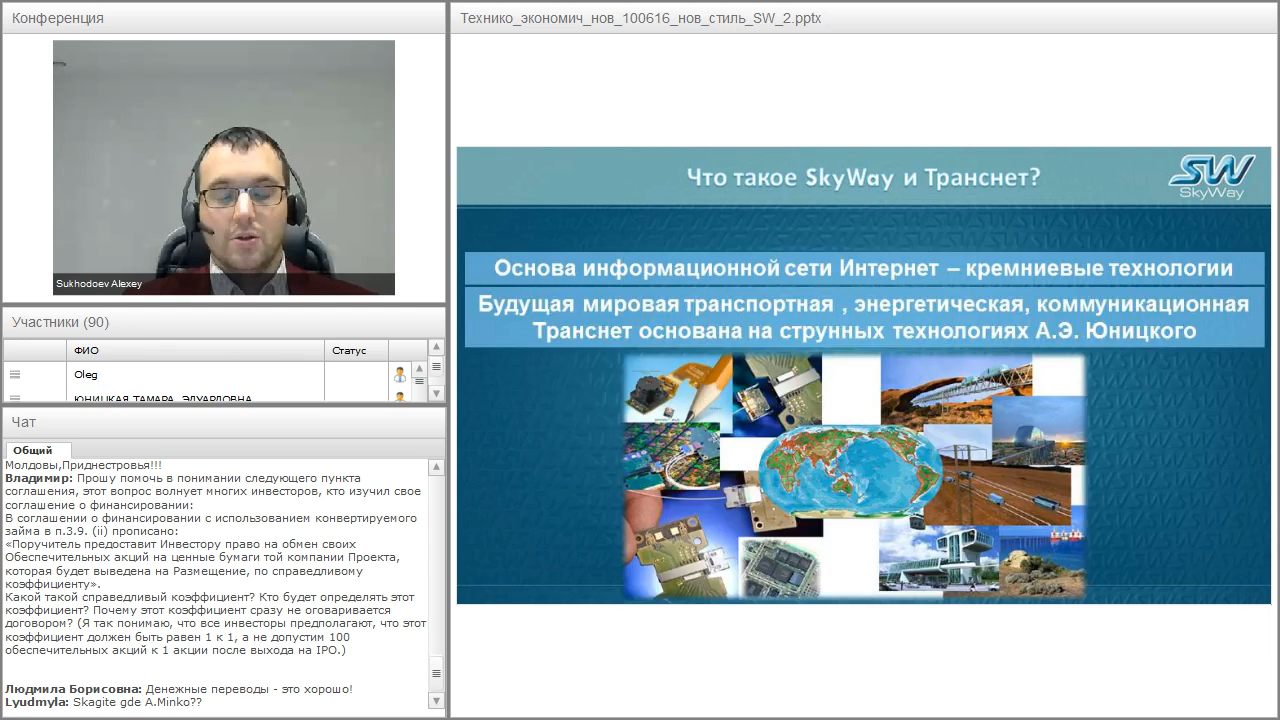 Конференция
Sukhodoev Alexey
Участники (90)
ФИО
Статус
Oleg
ЮНИЦКАЯ ТАМАРА ЭДУАРДОВНА
Чат
Общий
Молдовы,Приднестровья!!!
Владимир: Прошу помочь в понимании следующего пункта
соглашения, этот вопрос волнует многих инвесторов, кто изучил свое
соглашение о финансировании:
В соглашении о финансировании с использованием конвертируемого
займа в п.3.9. (ii) прописано:
«Поручитель предоставит Инвестору право на обмен своих
Обеспечительных акций на ценные бумаги той компании Проекта,
которая будет выведена на Размещение, по справедливому
коэффициенту».
Какой такой справедливый коэффициент? Кто будет определять этот
коэффициент? Почему этот коэффициент сразу не оговаривается
договором? (Я так понимаю, что все инвесторы предполагают, что этот
коэффициент должен быть равен 1 к 1, а не допустим 100
обеспечительных акций к 1 акции после выхода на IPO.)
Людмила Борисовна: Денежные переводы - это хорошо!
Lyudmyla: Skagite gde A.Minko??
Технико_экономич_нов_100616_нов_стиль_SW_2.pptx
Что такое SkyWay и Транснет?
SW
SkyWay
Основа информационной сети Интернет – кремниевые технологии
Будущая мировая транспортная , энергетическая, коммуникационная
Транснет основана на струнных технологиях А.Э. Юницкого